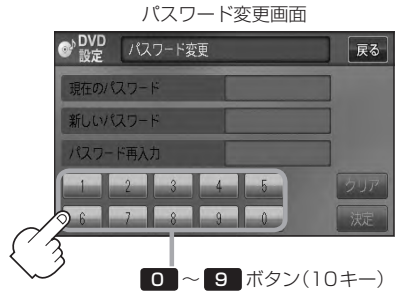 パスワード変更画面
DVD
設定
パスワード変更
戻る
現在のパスワード
新しいパスワード
パスワード再入力
1 2 3 4 5
クリア
6 7 8 9 0
決定
0 ～ 9 ボタン（10キー）